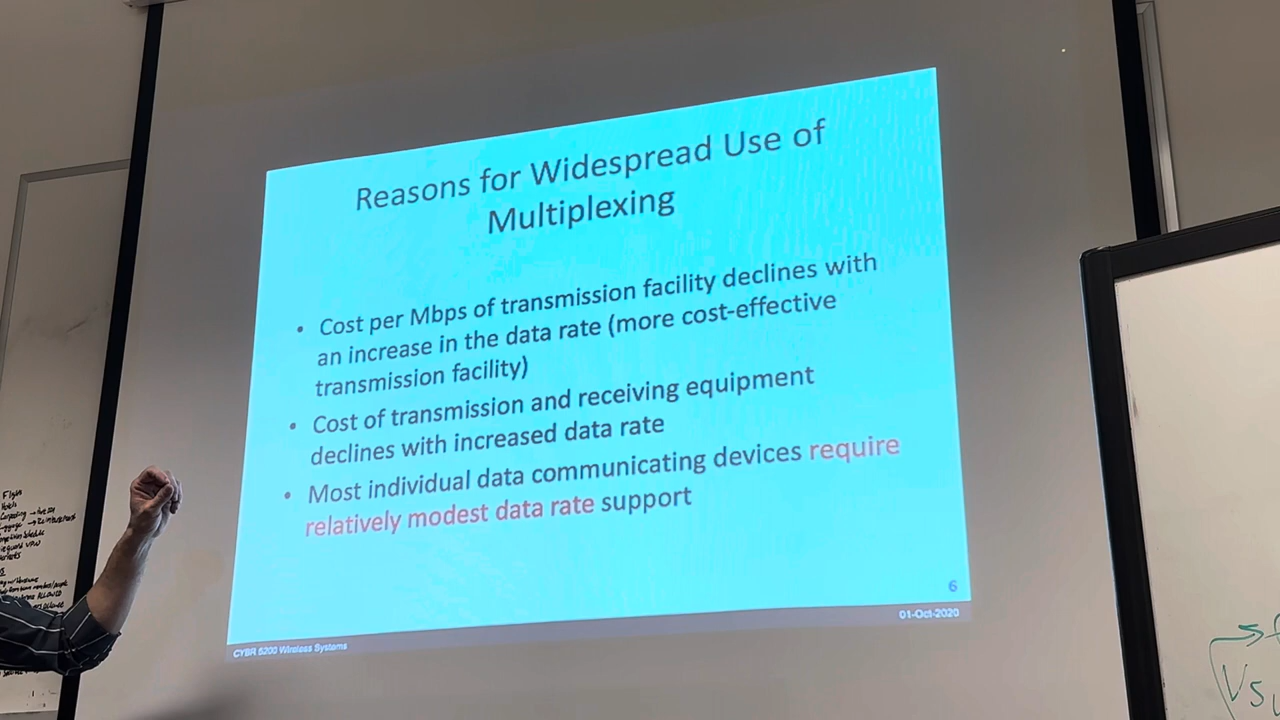 Reasons for Widespread Use of
Multiplexing
• Cost per Mbps of transmission facility declines with
an increase in the data rate (more cost-effective
transmission facility)
• Cost of transmission and receiving equipment
declines with increased data rate
• Most individual data communicating devices require
relatively modest data rate support
6
01-Oct-2020
CYBR 5200 Wireless Systems
Hotels